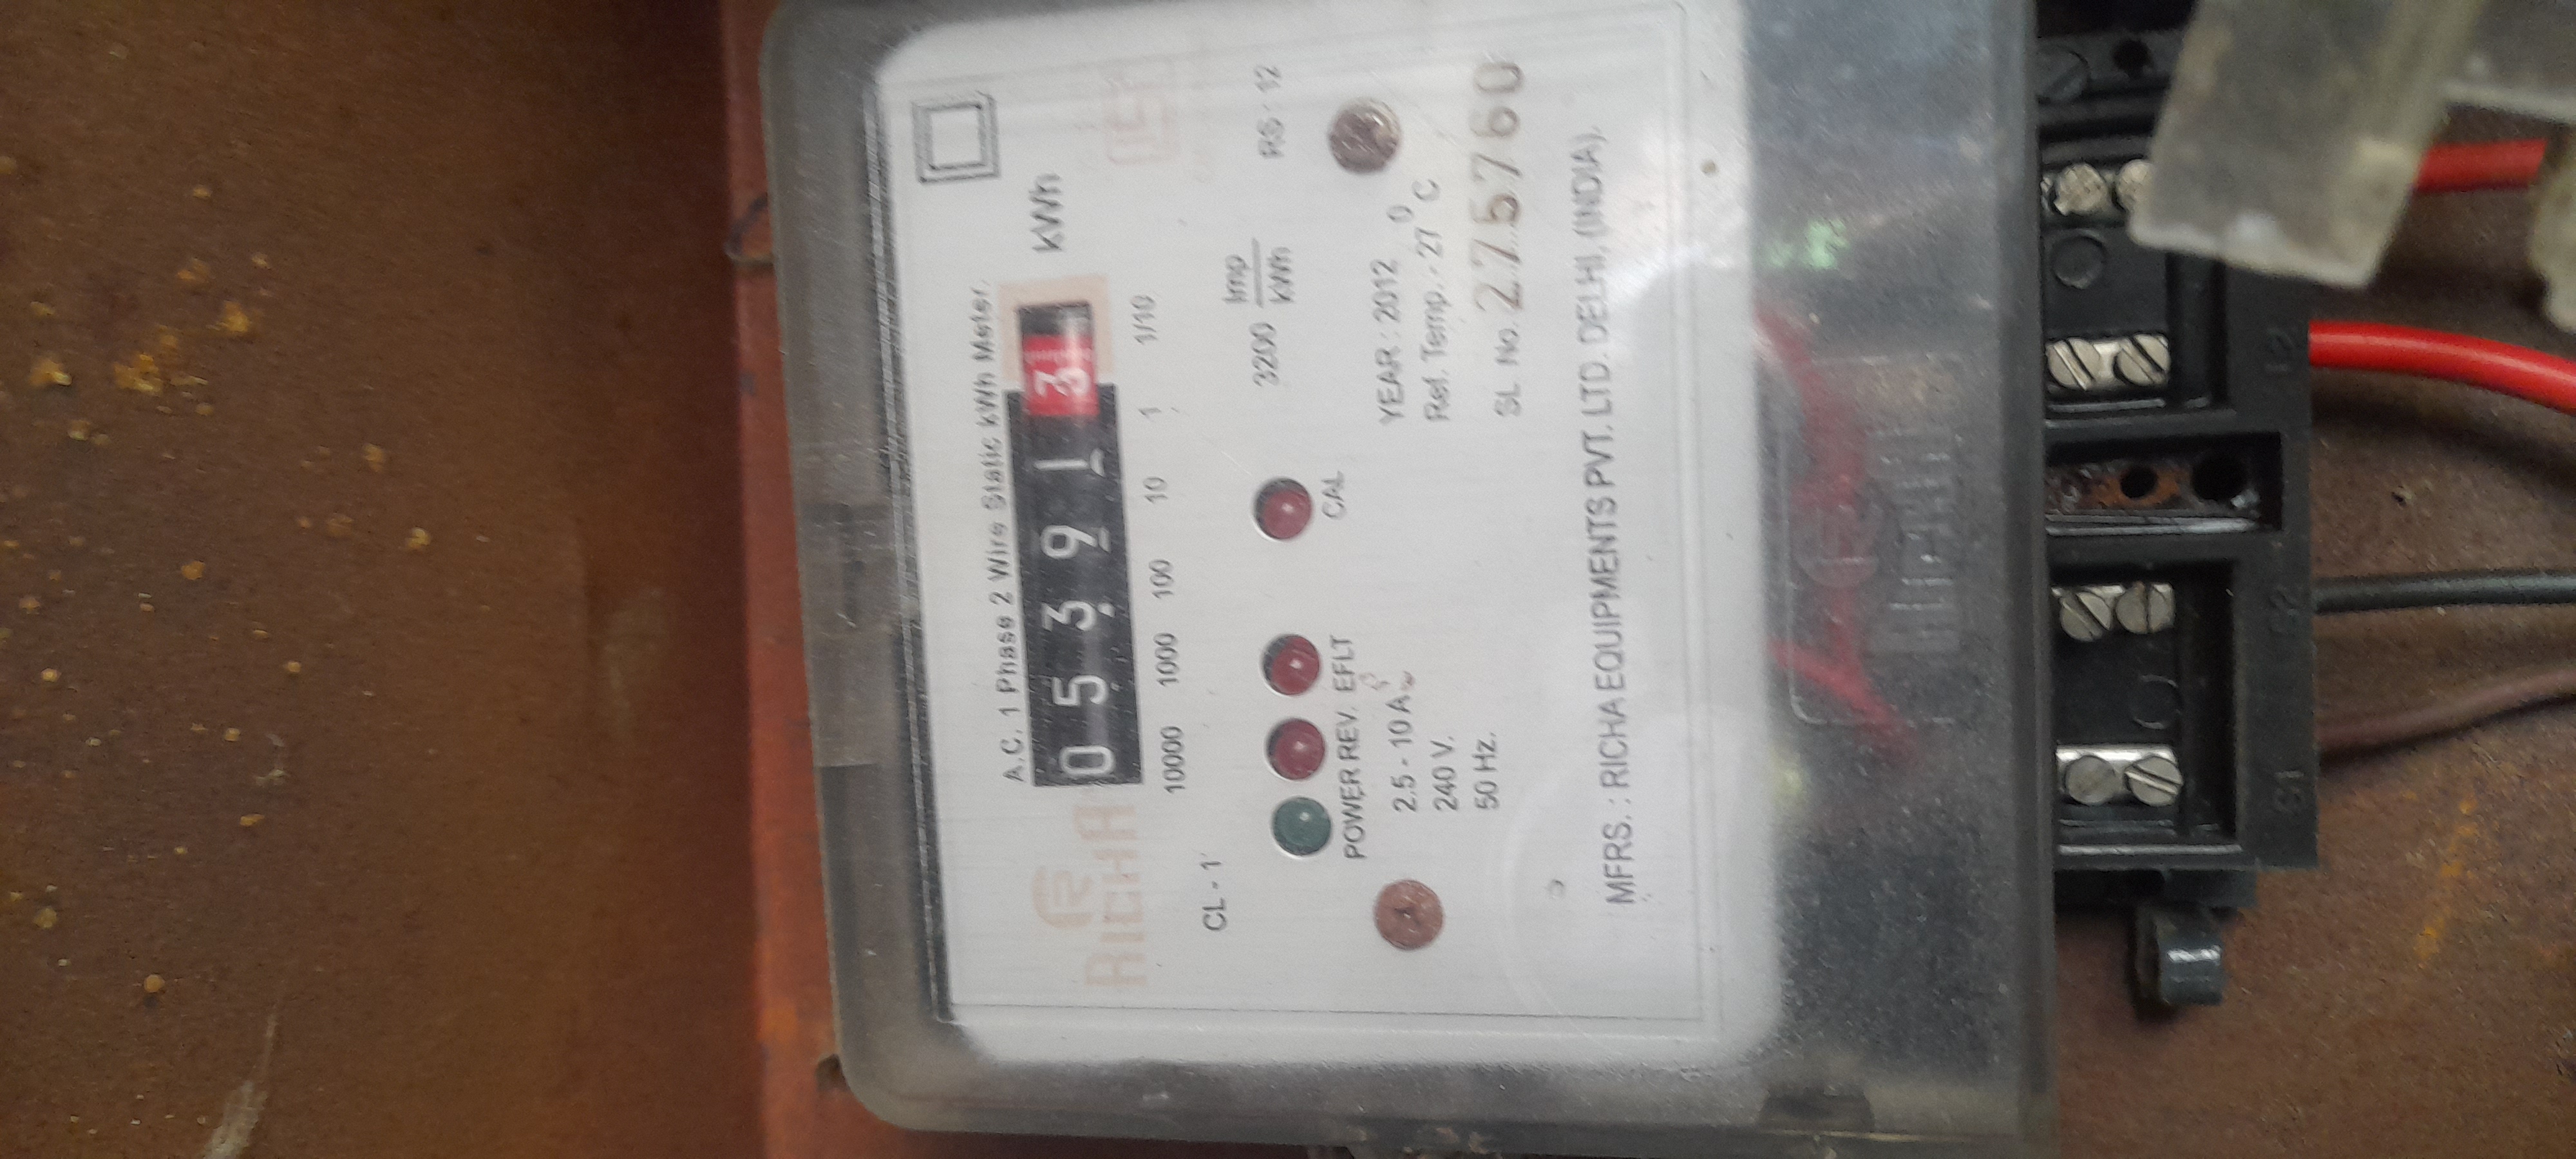 A.C. 1 Phase 2 Wire Static kWh Meter.
0 5 3 9 1 3 KWh
10000 1000 100 10 1 1/10
RICHA
CL - 1
3200 Imp/KWh
RS : 12
POWER REV. EFLT
CAL
2.5 - 10 A
240 V.
50 Hz.
YEAR : 2012
Ref. Temp. - 27 °C
SL No. 275760
MFRS. : RICHA EQUIPMENTS PVT. LTD. DELHI, (INDIA).